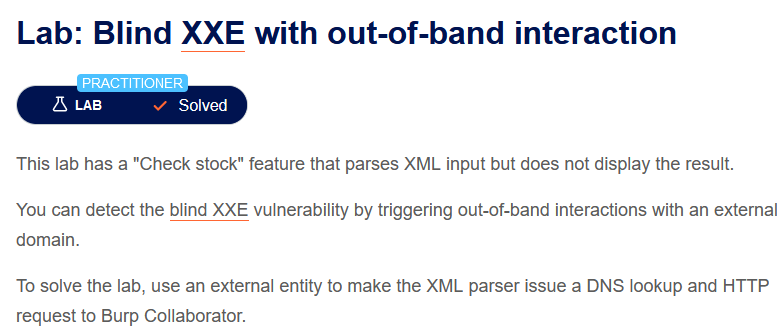 Lab: Blind XXE with out-of-band interaction
PRACTITIONER
LAB Solved
This lab has a "Check stock" feature that parses XML input but does not display the result.
You can detect the blind XXE vulnerability by triggering out-of-band interactions with an external
domain.
To solve the lab, use an external entity to make the XML parser issue a DNS lookup and HTTP
request to Burp Collaborator.